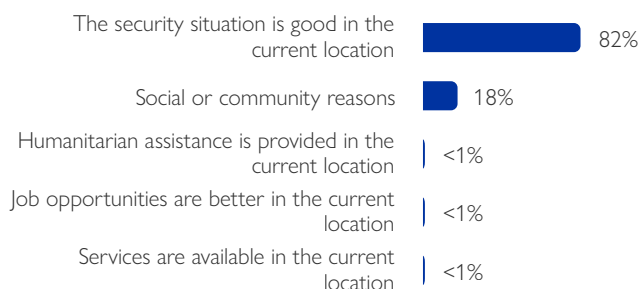 The security situation is good in the
current location
82%
Social or community reasons
18%
Humanitarian assistance is provided in the
current location
<1%
Job opportunities are better in the current
location
<1%
Services are available in the current
location
<1%